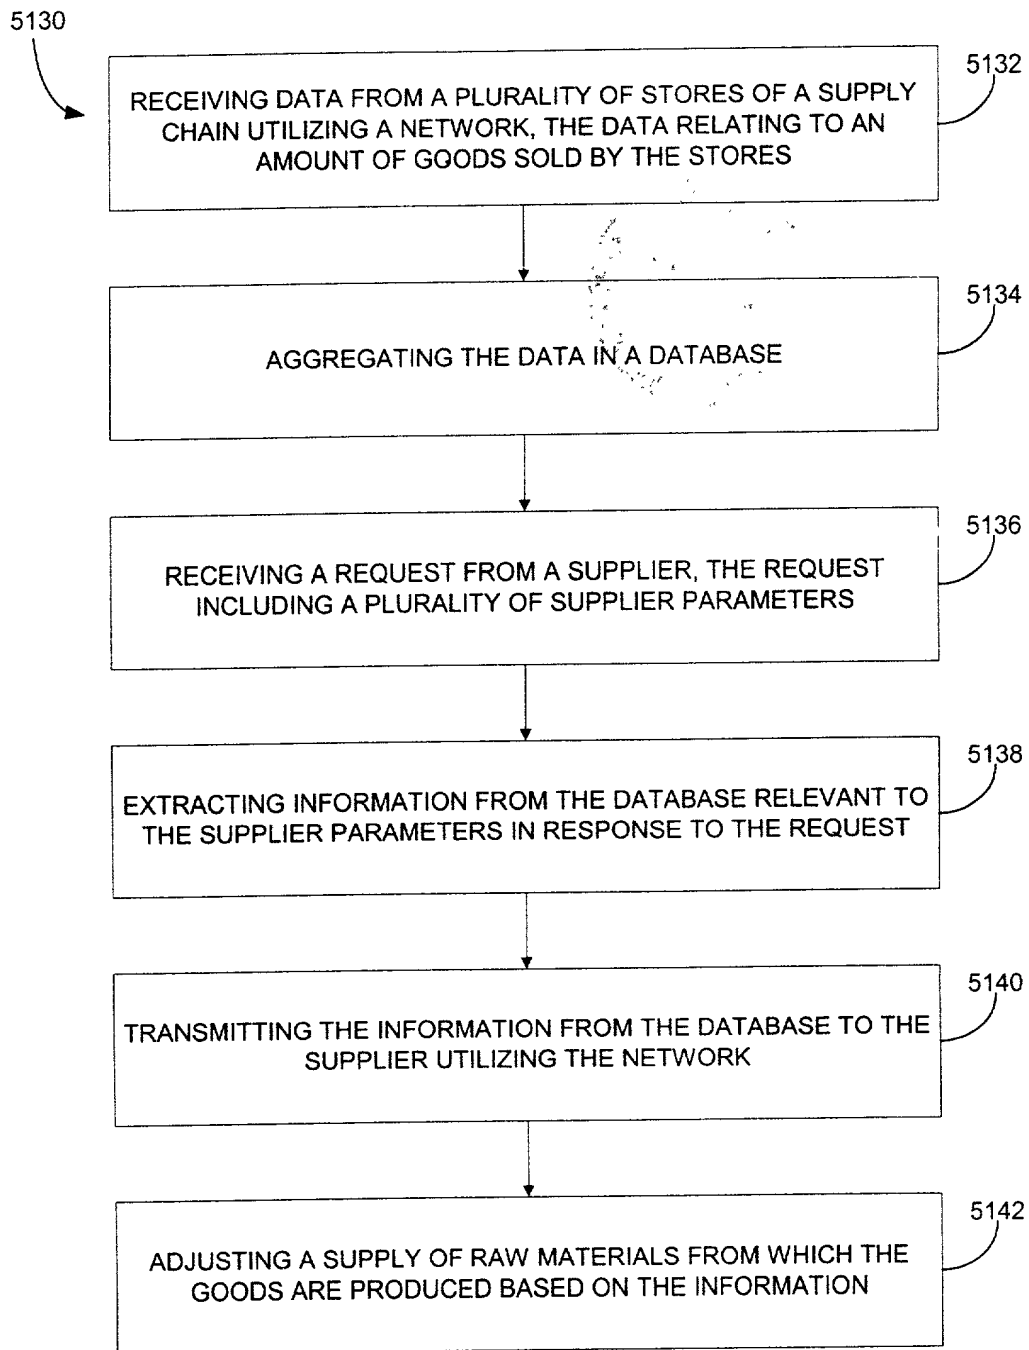 5130
5132
RECEIVING DATA FROM A PLURALITY OF STORES OF A SUPPLY
CHAIN UTILIZING A NETWORK, THE DATA RELATING TO AN
AMOUNT OF GOODS SOLD BY THE STORES
5134
AGGREGATING THE DATA IN A DATABASE
5136
RECEIVING A REQUEST FROM A SUPPLIER, THE REQUEST
INCLUDING A PLURALITY OF SUPPLIER PARAMETERS
5138
EXTRACTING INFORMATION FROM THE DATABASE RELEVANT TO
THE SUPPLIER PARAMETERS IN RESPONSE TO THE REQUEST
5140
TRANSMITTING THE INFORMATION FROM THE DATABASE TO THE
SUPPLIER UTILIZING THE NETWORK
5142
ADJUSTING A SUPPLY OF RAW MATERIALS FROM WHICH THE
GOODS ARE PRODUCED BASED ON THE INFORMATION